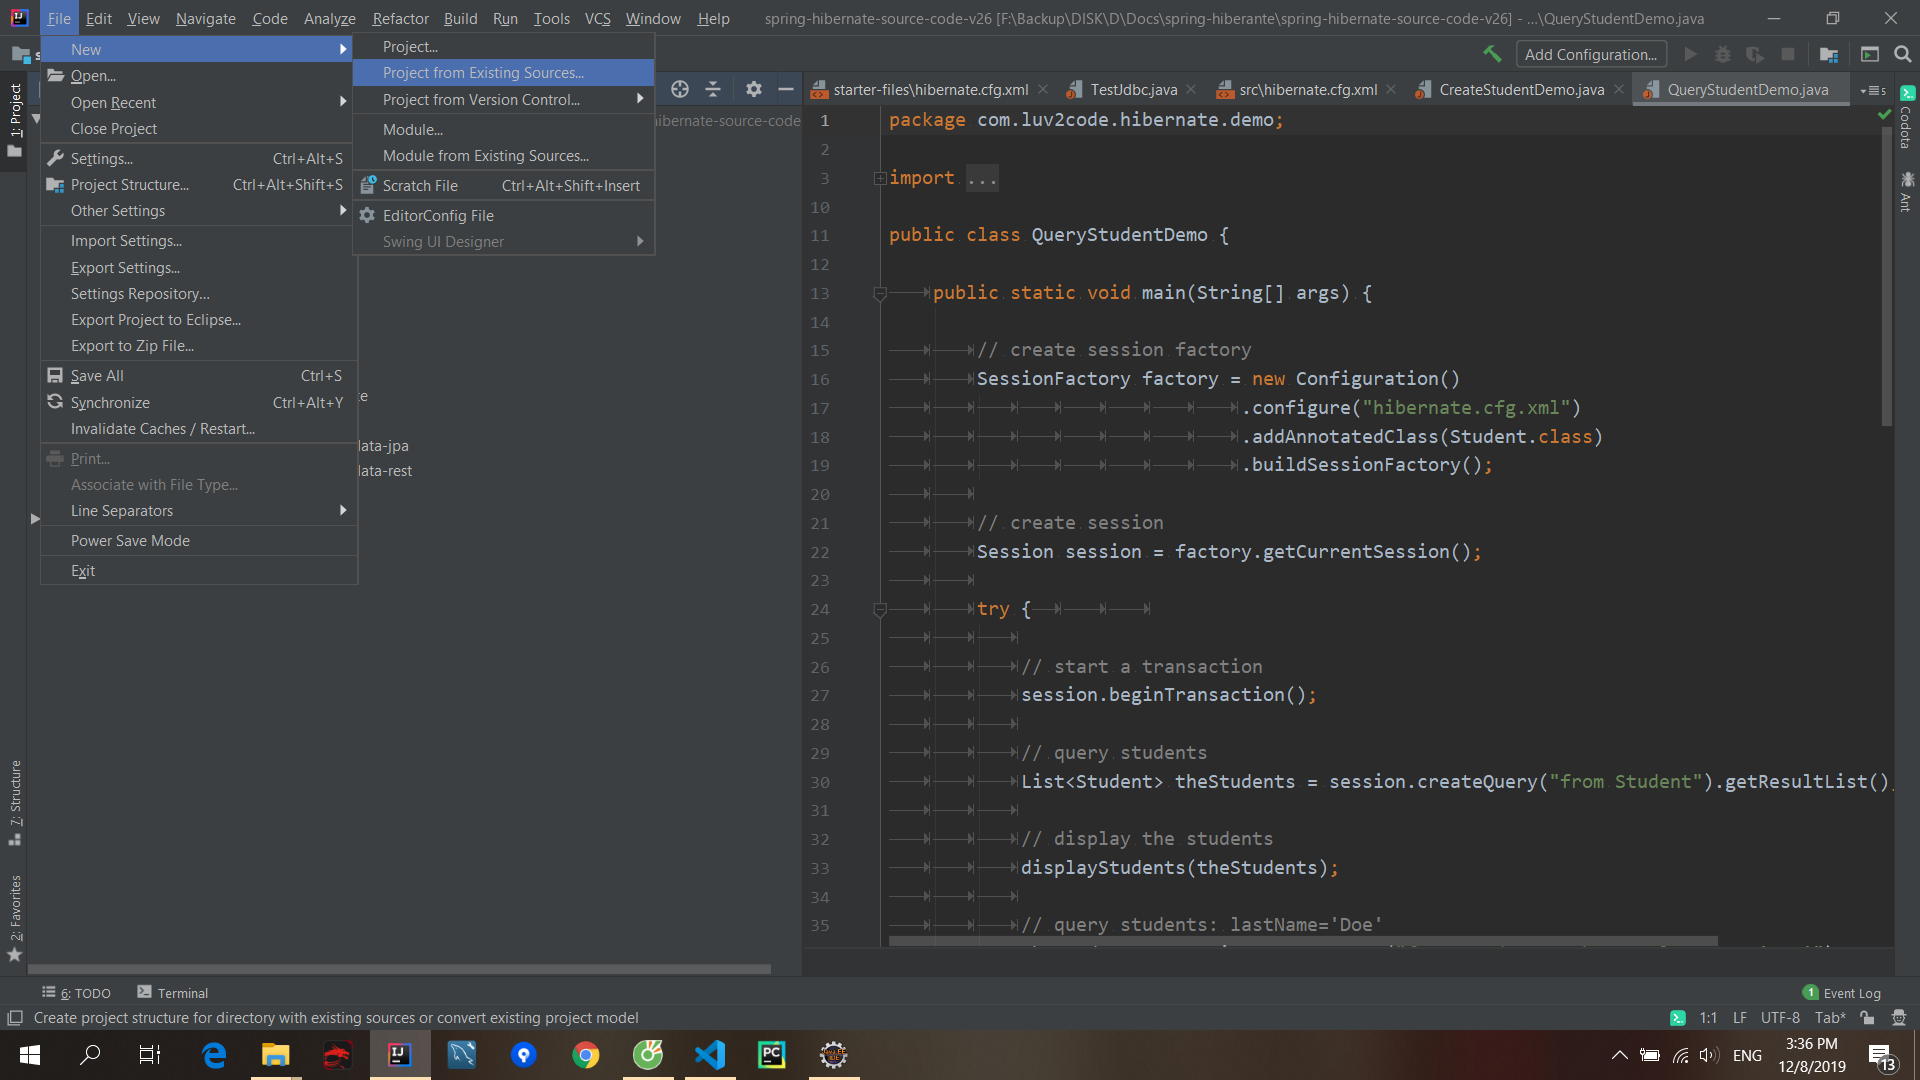 File Edit View Navigate Code Analyze Refactor Build Run Tools VCS Window Help spring-hibernate-source-code-v26 [F:\Backup\DISK\D\Docs\spring-hiberante\spring-hibernate-source-code-v26] - ...\QueryStudentDemo.java
Add Configuration...
New
Open...
Open Recent
Close Project
Settings... Ctrl+Alt+S
Project Structure... Ctrl+Alt+Shift+S
Other Settings
Import Settings...
Export Settings...
Settings Repository...
Export Project to Eclipse...
Export to Zip File...
Save All Ctrl+S
Synchronize Ctrl+Alt+Y
Invalidate Caches / Restart...
Print...
Associate with File Type...
Line Separators
Power Save Mode
Exit
Project...
Project from Existing Sources...
Project from Version Control...
Module...
Module from Existing Sources...
Scratch File Ctrl+Alt+Shift+Insert
EditorConfig File
Swing UI Designer
ibernate-source-code
te
data-jpa
data-rest
1: Project
7: Structure
2: Favorites
starter-files\hibernate.cfg.xml TestJdbc.java src\hibernate.cfg.xml CreateStudentDemo.java QueryStudentDemo.java 5
Codota
Ant
1 package com.luv2code.hibernate.demo;
2
3 import ...
10
11 public class QueryStudentDemo {
12
13 public static void main(String[] args) {
14
15 // create session factory
16 SessionFactory factory = new Configuration()
17 .configure("hibernate.cfg.xml")
18 .addAnnotatedClass(Student.class)
19 .buildSessionFactory();
20
21 // create session
22 Session session = factory.getCurrentSession();
23
24 try {
25
26 // start a transaction
27 session.beginTransaction();
28
29 // query students
30 List<Student> theStudents = session.createQuery("from Student").getResultList()
31
32 // display the students
33 displayStudents(theStudents);
34
35 // query students: lastName='Doe'
6: TODO Terminal 1 Event Log
Create project structure for directory with existing sources or convert existing project model 1:1 LF UTF-8 Tab*
IJ PC ENG 3:36 PM
12/8/2019 13